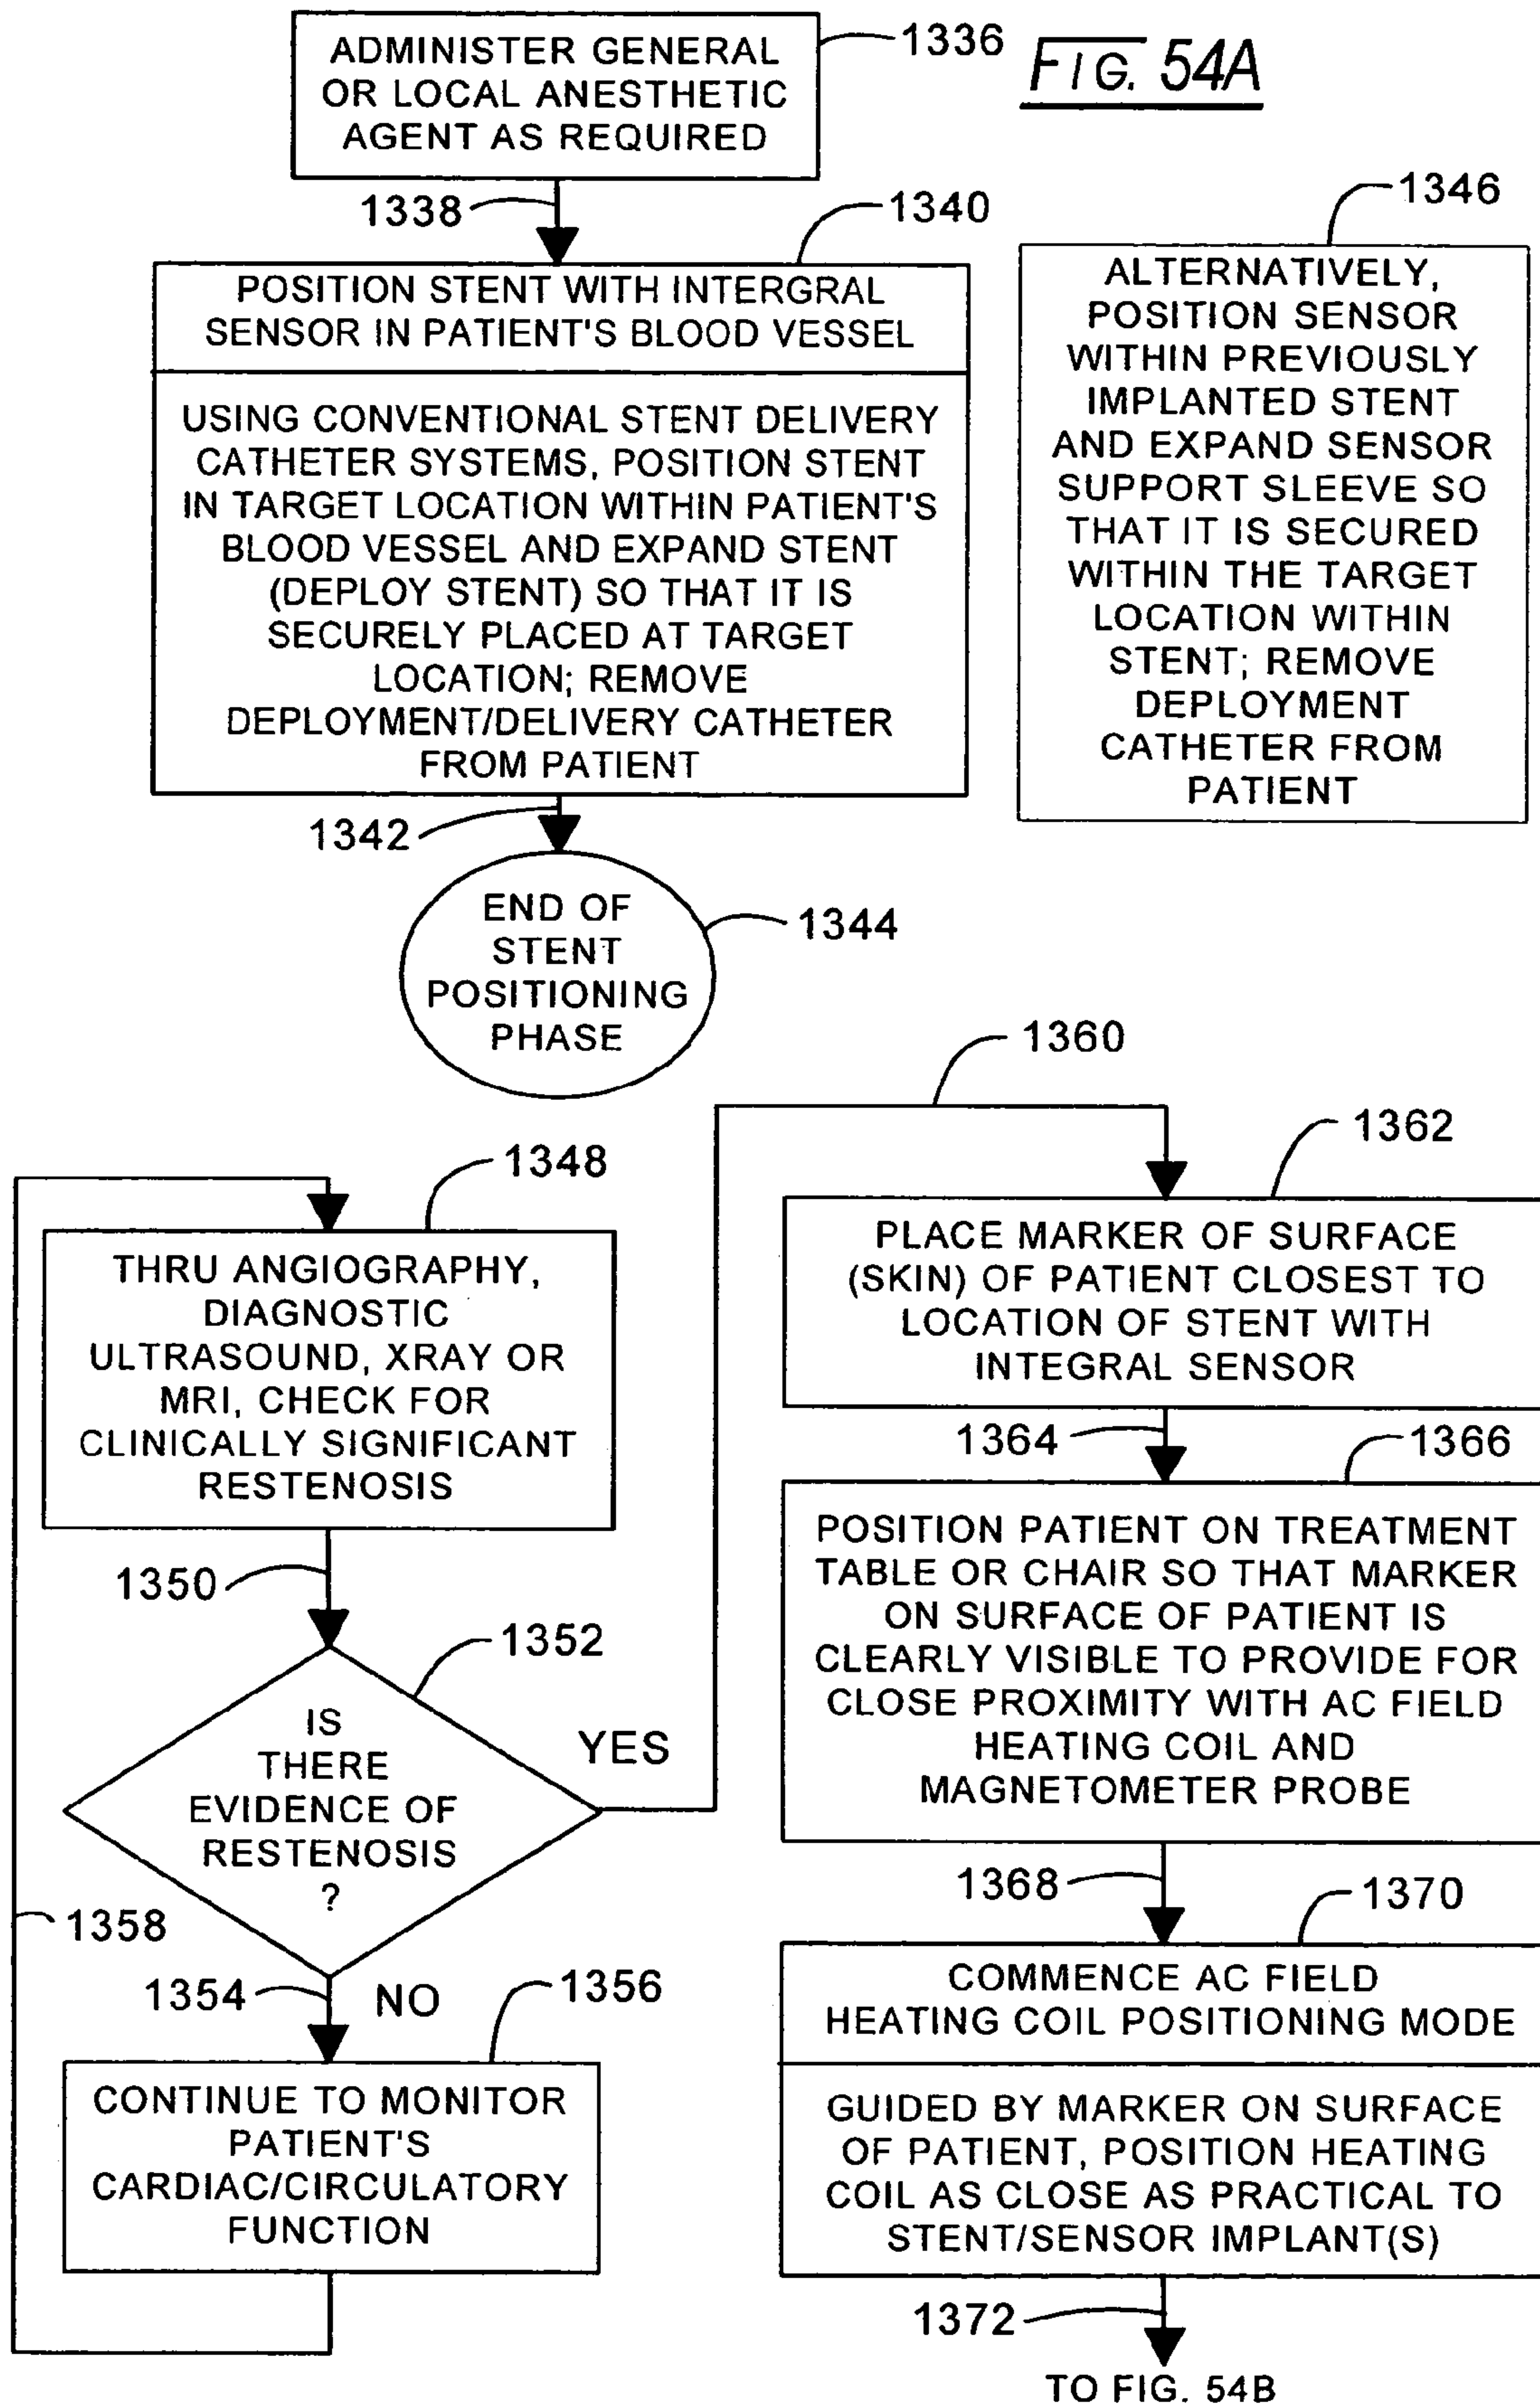 FIG. 54A
ADMINISTER GENERAL
OR LOCAL ANESTHETIC
AGENT AS REQUIRED
1336
1338
1340
POSITION STENT WITH INTERGRAL
SENSOR IN PATIENT'S BLOOD VESSEL
USING CONVENTIONAL STENT DELIVERY
CATHETER SYSTEMS, POSITION STENT
IN TARGET LOCATION WITHIN PATIENT'S
BLOOD VESSEL AND EXPAND STENT
(DEPLOY STENT) SO THAT IT IS
SECURELY PLACED AT TARGET
LOCATION; REMOVE
DEPLOYMENT/DELIVERY CATHETER
FROM PATIENT
1346
ALTERNATIVELY,
POSITION SENSOR
WITHIN PREVIOUSLY
IMPLANTED STENT
AND EXPAND SENSOR
SUPPORT SLEEVE SO
THAT IT IS SECURED
WITHIN THE TARGET
LOCATION WITHIN
STENT; REMOVE
DEPLOYMENT
CATHETER FROM
PATIENT
1342
END OF
STENT
POSITIONING
PHASE
1344
1348
THRU ANGIOGRAPHY,
DIAGNOSTIC
ULTRASOUND, XRAY OR
MRI, CHECK FOR
CLINICALLY SIGNIFICANT
RESTENOSIS
1350
1352
IS
THERE
EVIDENCE OF
RESTENOSIS
?
YES
1358
1354
NO
1356
CONTINUE TO MONITOR
PATIENT'S
CARDIAC/CIRCULATORY
FUNCTION
1360
1362
PLACE MARKER OF SURFACE
(SKIN) OF PATIENT CLOSEST TO
LOCATION OF STENT WITH
INTEGRAL SENSOR
1364
1366
POSITION PATIENT ON TREATMENT
TABLE OR CHAIR SO THAT MARKER
ON SURFACE OF PATIENT IS
CLEARLY VISIBLE TO PROVIDE FOR
CLOSE PROXIMITY WITH AC FIELD
HEATING COIL AND
MAGNETOMETER PROBE
1368
1370
COMMENCE AC FIELD
HEATING COIL POSITIONING MODE
GUIDED BY MARKER ON SURFACE
OF PATIENT, POSITION HEATING
COIL AS CLOSE AS PRACTICAL TO
STENT/SENSOR IMPLANT(S)
1372
TO FIG. 54B